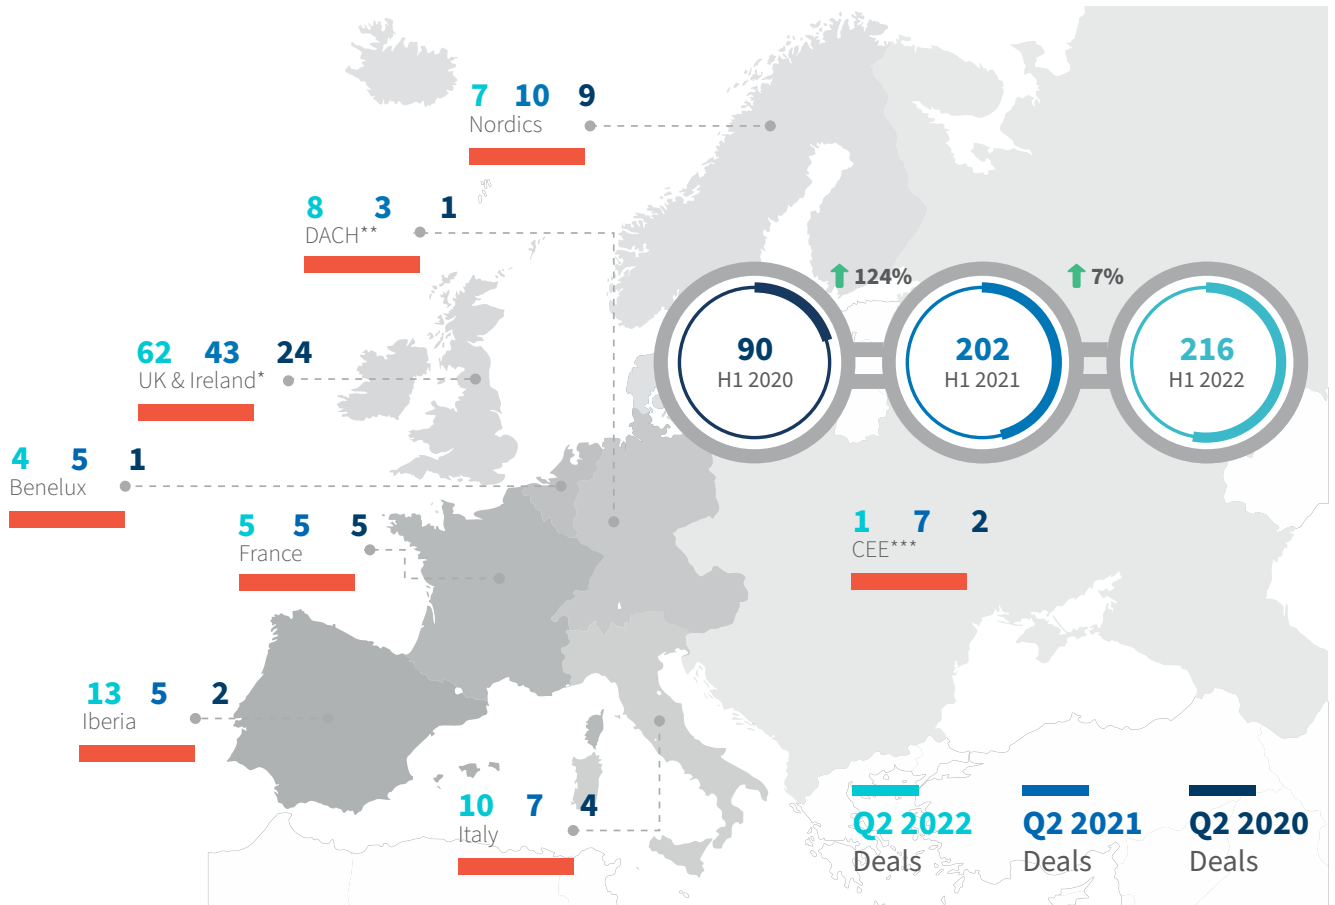 7 10 9
Nordics
8 3 1
DACH**
124%
7%
90
H1 2020
202
H1 2021
216
H1 2022
62 43 24
UK & Ireland*
4 5 1
Benelux
5 5 5
France
1 7 2
CEE***
13 5 2
Iberia
10 7 4
Italy
Q2 2022
Deals
Q2 2021
Deals
Q2 2020
Deals